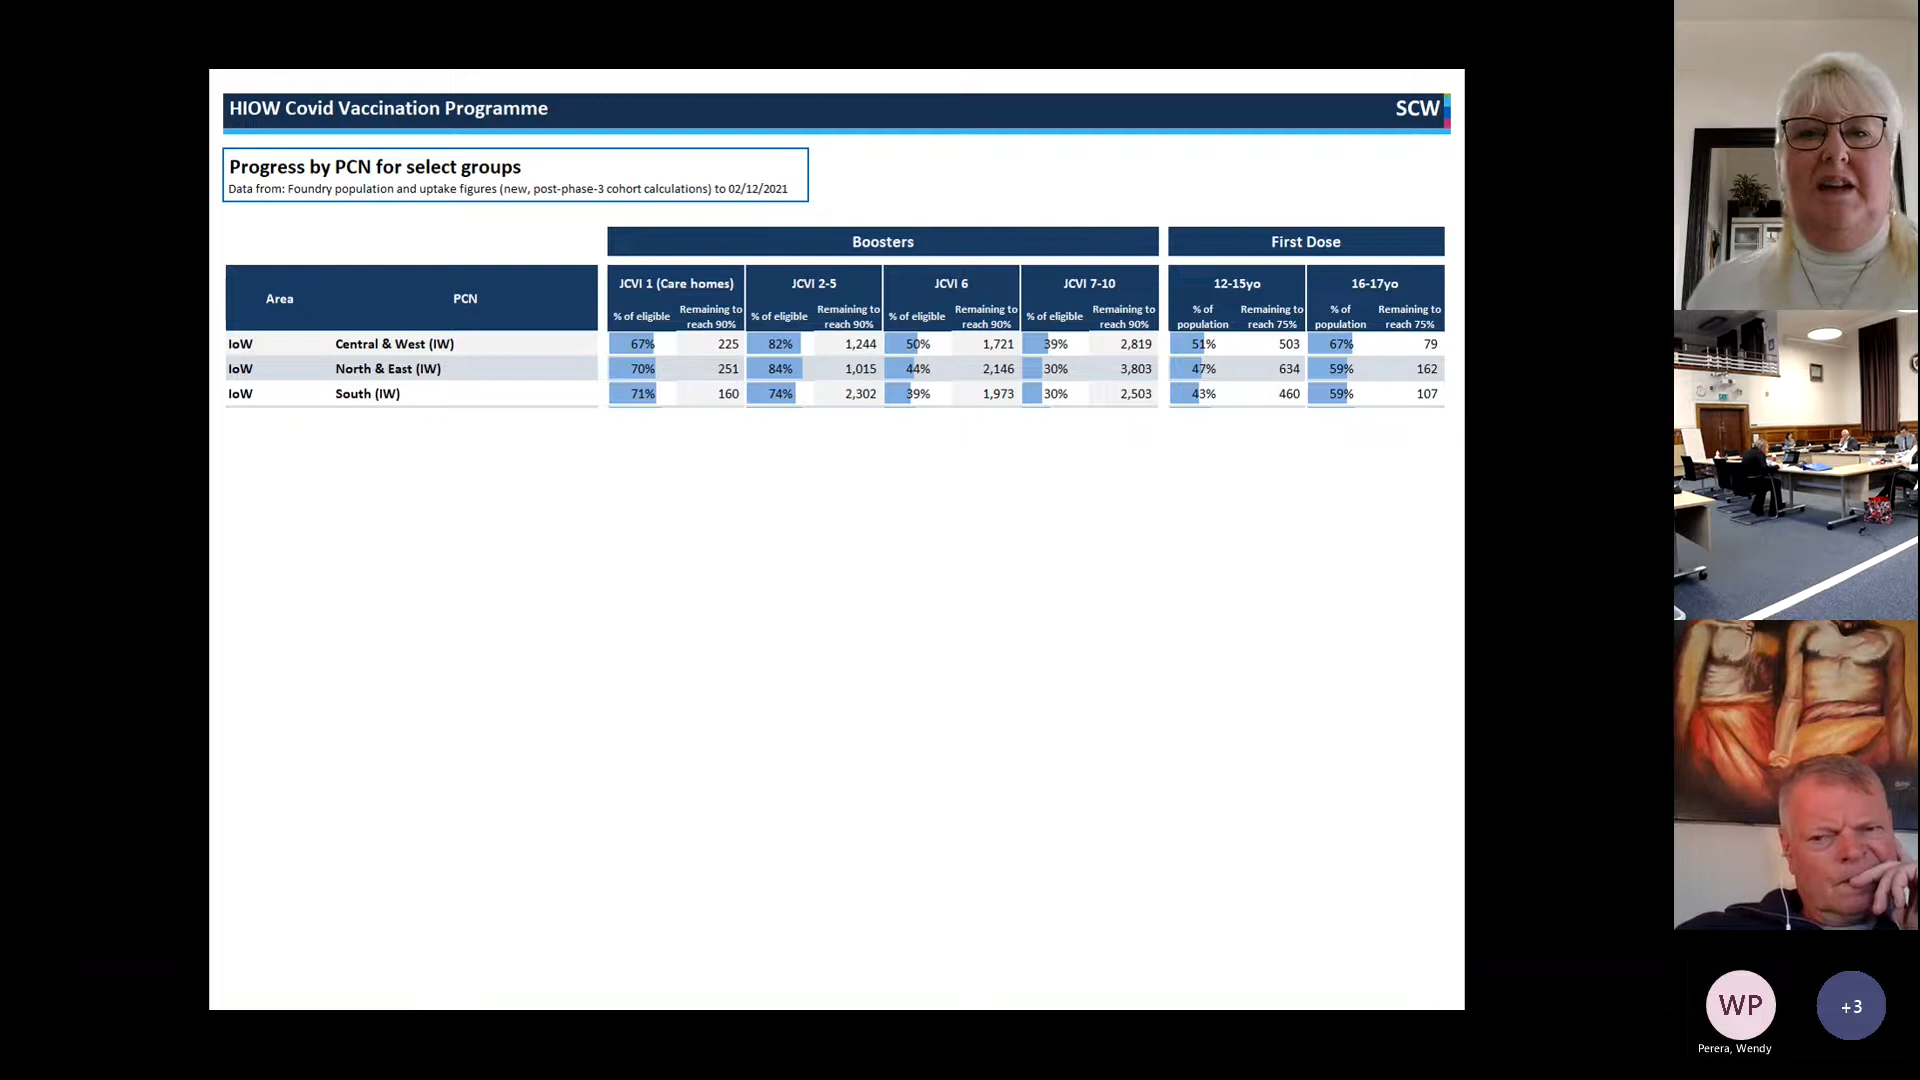 HIOW Covid Vaccination Programme
SCW
Progress by PCN for select groups
Data from: Foundry population and uptake figures (new, post-phase-3 cohort calculations) to 02/12/2021
Boosters First Dose
Area PCN JCVI 1 (Care homes) JCVI 2-5 JCVI 6 JCVI 7-10 12-15yo 16-17yo
% of eligible Remaining to reach 90% % of eligible Remaining to reach 90% % of eligible Remaining to reach 90% % of eligible Remaining to reach 90% % of population Remaining to reach 75% % of population Remaining to reach 75%
IoW Central & West (IW) 67% 225 82% 1,244 50% 1,721 39% 2,819 51% 503 67% 79
IoW North & East (IW) 70% 251 84% 1,015 44% 2,146 30% 3,803 47% 634 59% 162
IoW South (IW) 71% 160 74% 2,302 39% 1,973 30% 2,503 43% 460 59% 107
WP
+3
Perera, Wendy